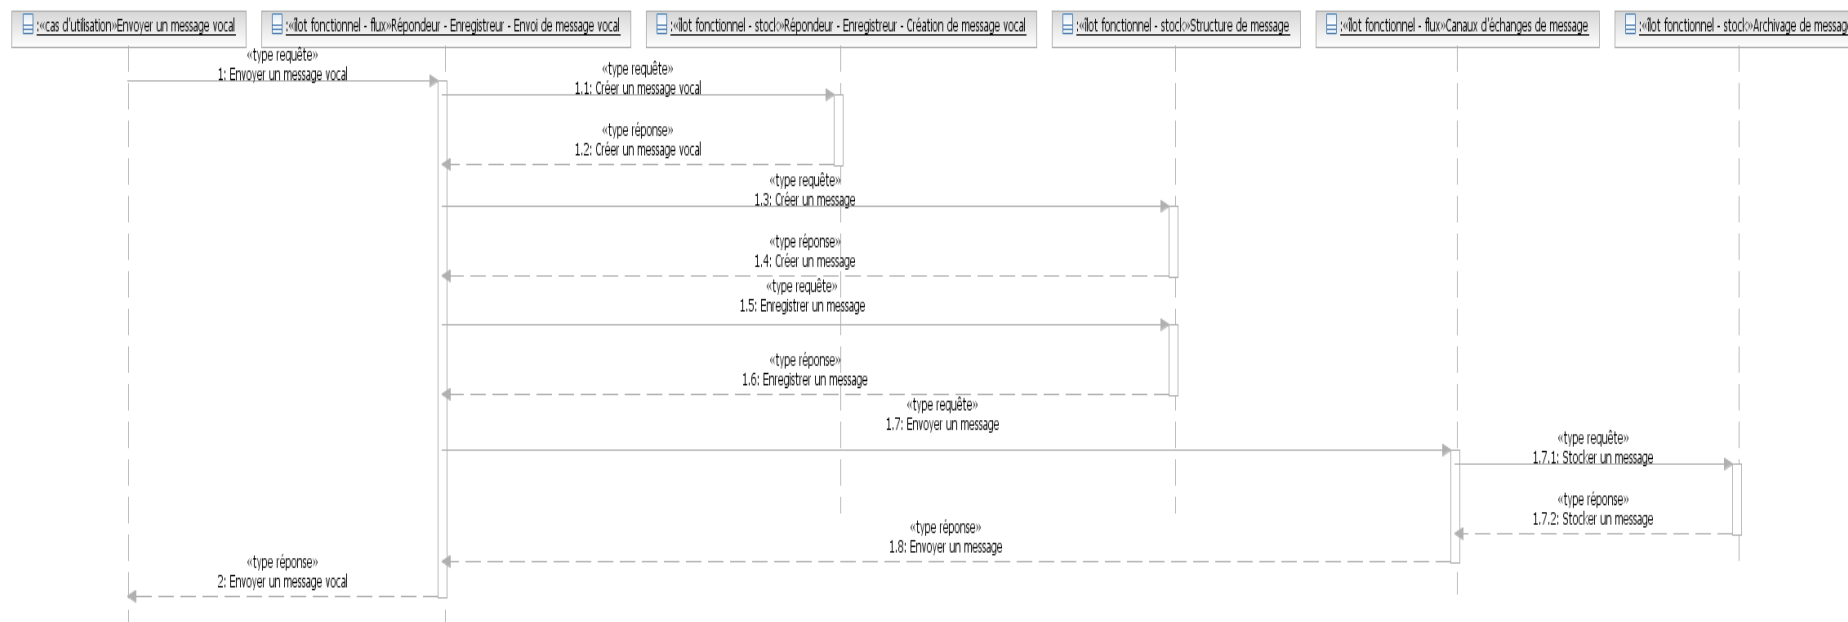 :«cas d'utilisation»Envoyer un message vocal
:«îlot fonctionnel - flux»Répondeur - Enregistreur - Envoi de message vocal
:«îlot fonctionnel - stock»Répondeur - Enregistreur - Création de message vocal
:«îlot fonctionnel - stock»Structure de message
:«îlot fonctionnel - flux»Canaux d'échanges de message
:«îlot fonctionnel - stock»Archivage de message
«type requête»
1: Envoyer un message vocal
«type requête»
1.1: Créer un message vocal
«type réponse»
1.2: Créer un message vocal
«type requête»
1.3: Créer un message
«type réponse»
1.4: Créer un message
«type requête»
1.5: Enregistrer un message
«type réponse»
1.6: Enregistrer un message
«type requête»
1.7: Envoyer un message
«type requête»
1.7.1: Stocker un message
«type réponse»
1.7.2: Stocker un message
«type réponse»
1.8: Envoyer un message
«type réponse»
2: Envoyer un message vocal